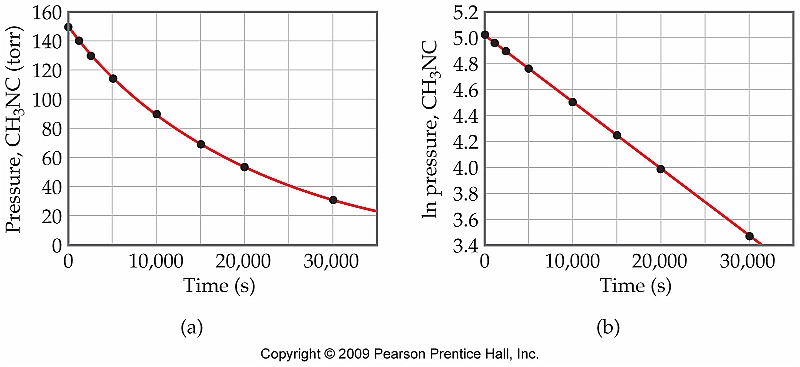 160
140
120
100
80
60
40
20
0
Pressure, CH₃NC (torr)
0 10,000 20,000 30,000
Time (s)
(a)
5.2
5.0
4.8
4.6
4.4
4.2
4.0
3.8
3.6
3.4
ln pressure, CH₃NC
0 10,000 20,000 30,000
Time (s)
(b)
Copyright © 2009 Pearson Prentice Hall, Inc.